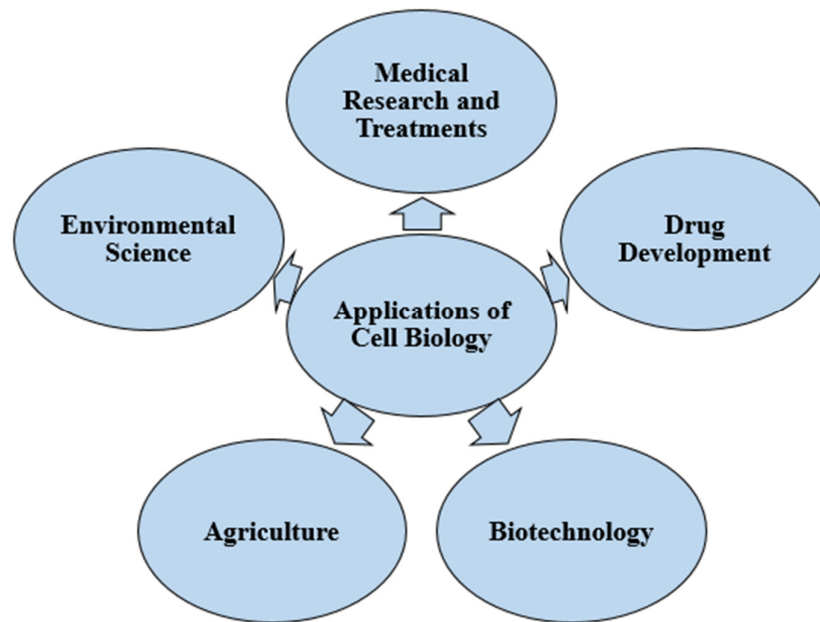 Medical
Research and
Treatments
Environmental
Science
Drug
Development
Applications of
Cell Biology
Agriculture
Biotechnology